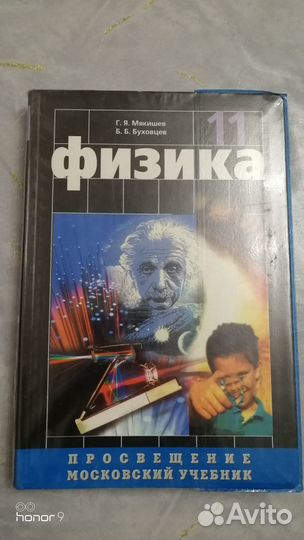 Г. Я. Мякишев
Б. Б. Буховцев
11
физика
ПРОСВЕЩЕНИЕ
МОСКОВСКИЙ УЧЕБНИК
honor 9
Avito